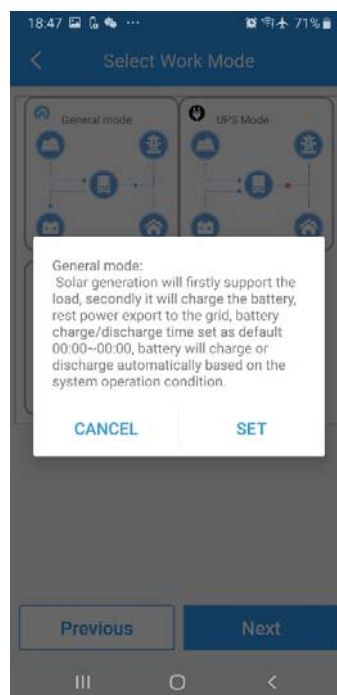 18:47 ... 71%
Select Work Mode
General mode
UPS Mode
General mode:
Solar generation will firstly support the
load, secondly it will charge the battery,
rest power export to the grid, battery
charge/discharge time set as default
00:00~00:00, battery will charge or
discharge automatically based on the
system operation condition.
CANCEL SET
Previous Next